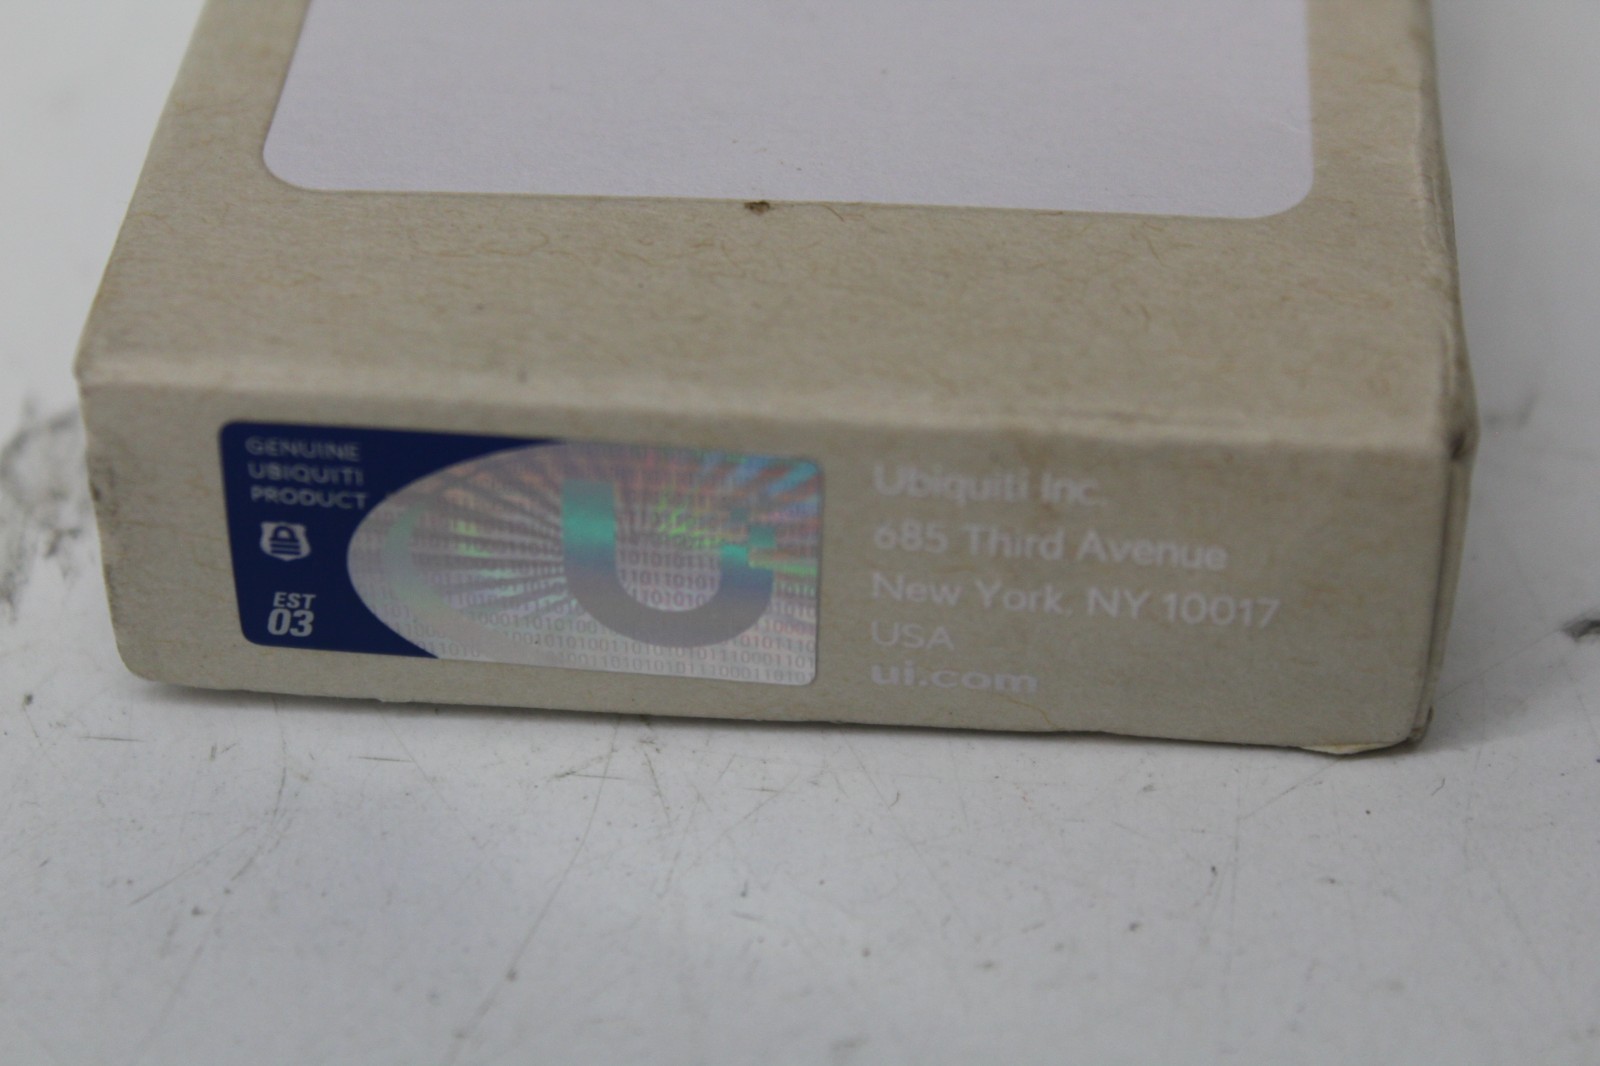 GENUINE
UBIQUITI
PRODUCT
EST
03
Ubiquiti Inc.
685 Third Avenue
New York, NY 10017
USA
ui.com